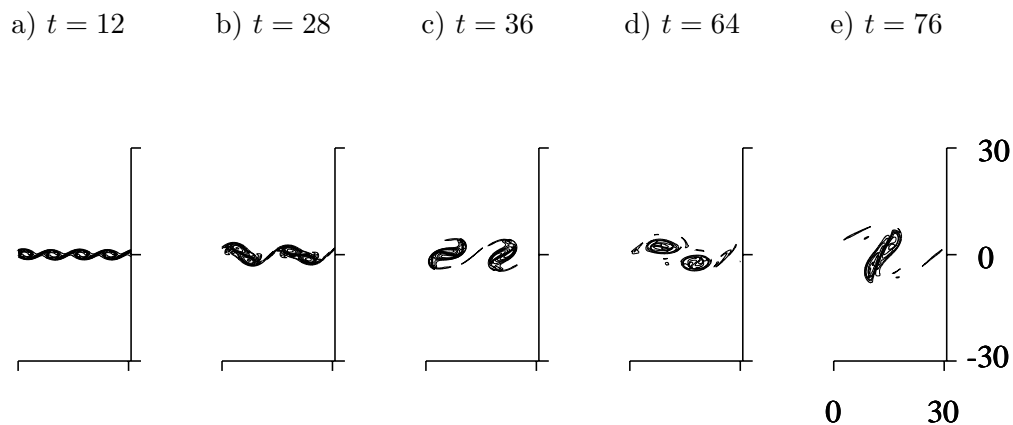 a) t = 12 b) t = 28 c) t = 36 d) t = 64 e) t = 76
30
0
-30
0 30